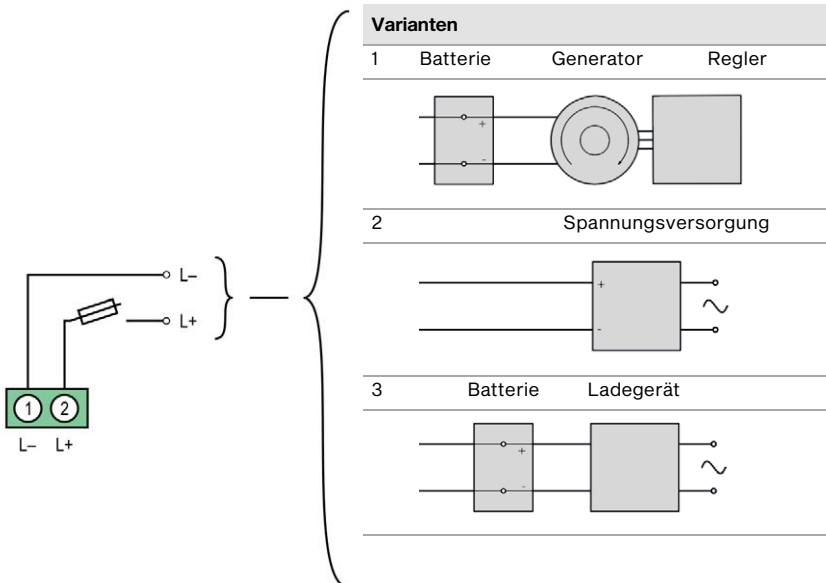 Varianten
1 Batterie Generator Regler
+
-
2 Spannungsversorgung
+
-
3 Batterie Ladegerät
+
-
L–
L+
1 2
L– L+